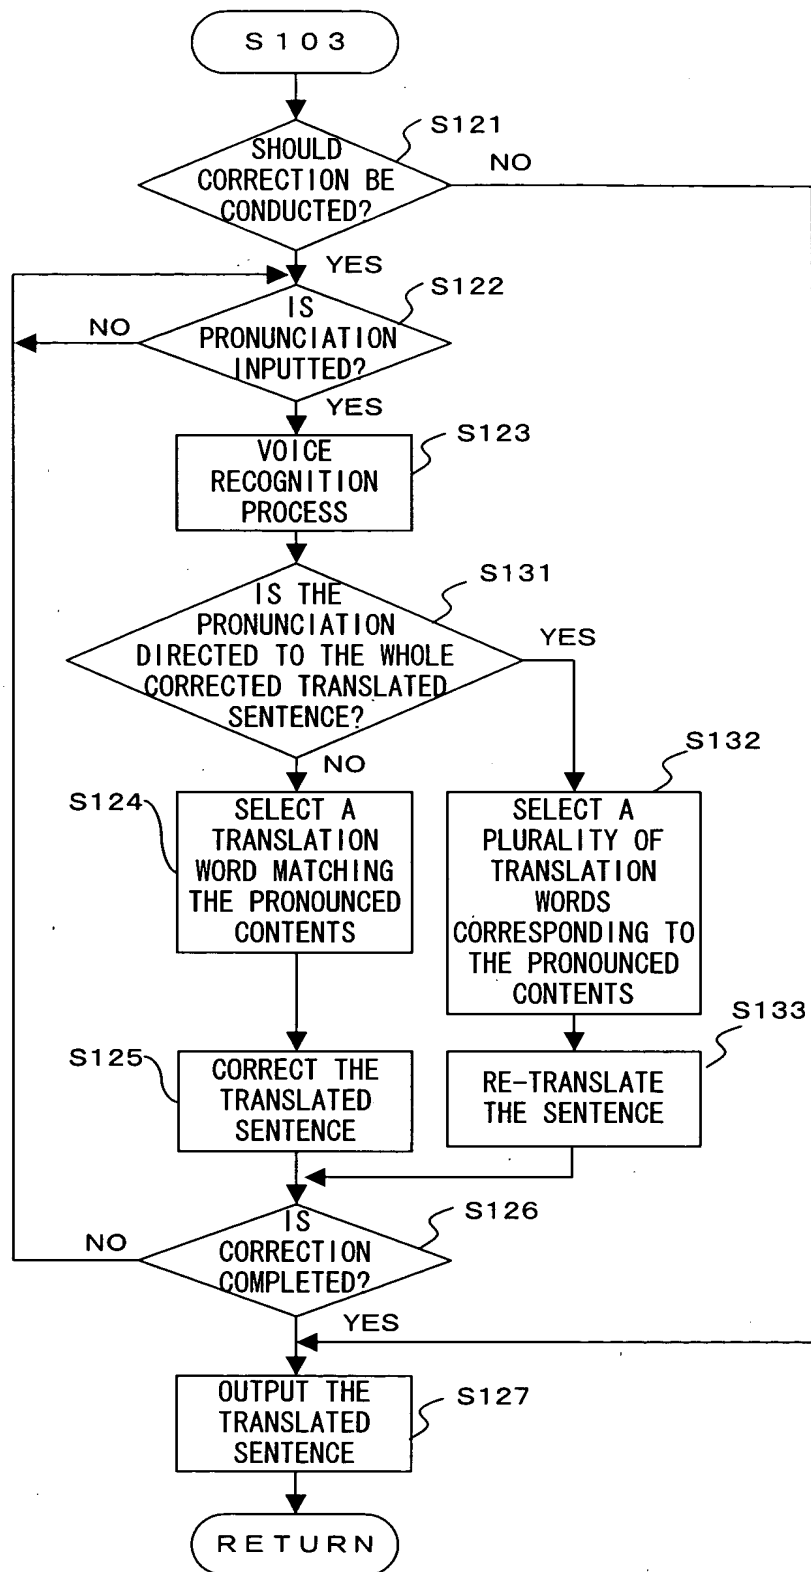 S103
S121
SHOULD
CORRECTION BE
CONDUCTED?
NO
YES
S122
IS
PRONUNCIATION
INPUTTED?
NO
YES
S123
VOICE
RECOGNITION
PROCESS
S131
IS THE
PRONUNCIATION
DIRECTED TO THE WHOLE
CORRECTED TRANSLATED
SENTENCE?
YES
NO
S132
S124
SELECT A
TRANSLATION
WORD MATCHING
THE PRONOUNCED
CONTENTS
SELECT A
PLURALITY OF
TRANSLATION
WORDS
CORRESPONDING TO
THE PRONOUNCED
CONTENTS
S133
S125
CORRECT THE
TRANSLATED
SENTENCE
RE-TRANSLATE
THE SENTENCE
S126
IS
CORRECTION
COMPLETED?
NO
YES
OUTPUT THE
TRANSLATED
SENTENCE
S127
RETURN